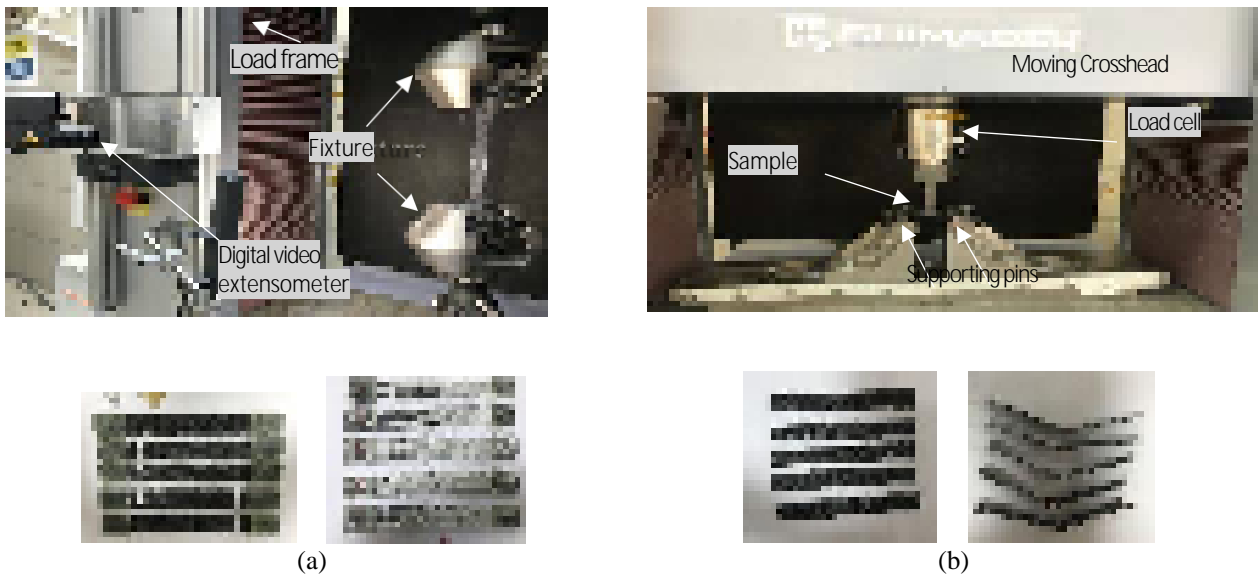 Load frame
Fixture
Digital video
extensometer
Moving Crosshead
Load cell
Sample
Supporting pins
(a)
(b)